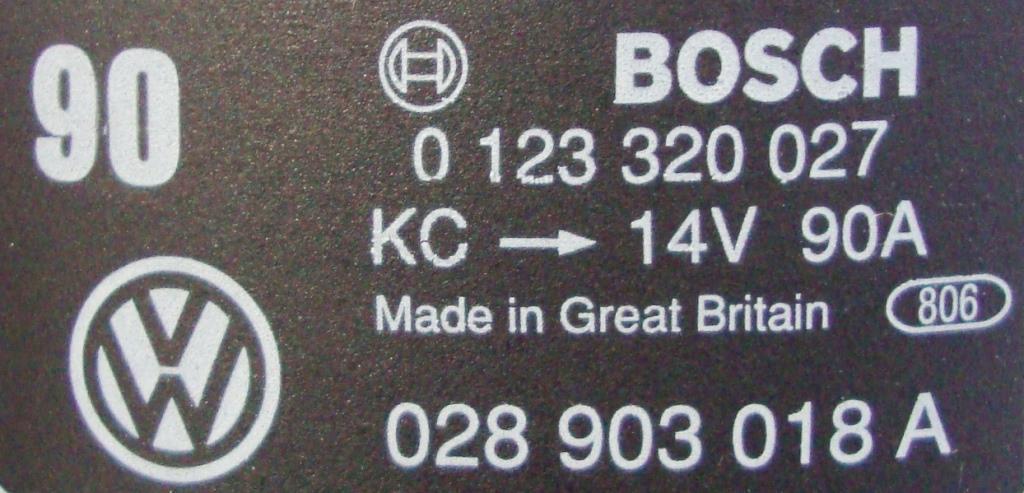 90
BOSCH
0 123 320 027
KC → 14V 90A
Made in Great Britain 806
028 903 018 A